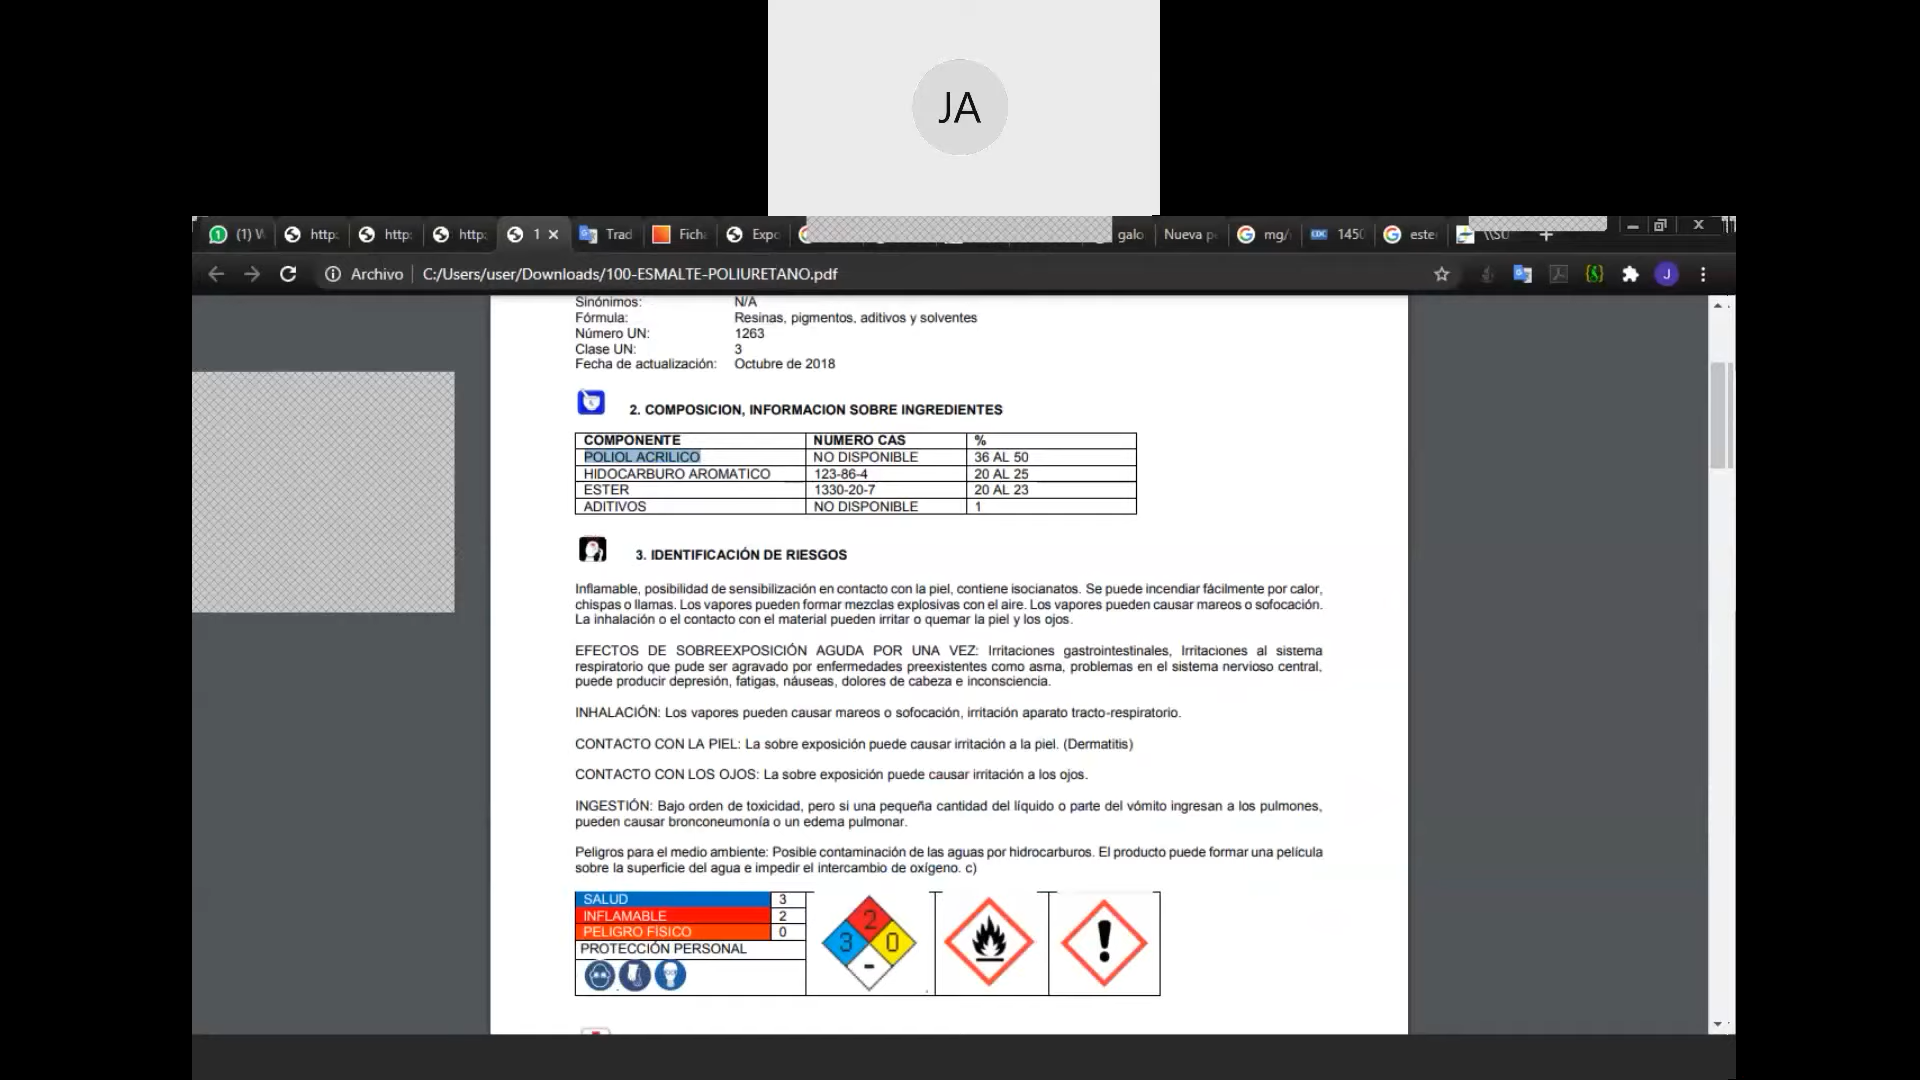 JA
(1) W
http:
http:
http:
1
Trad
Fich
Expo
galo
Nueva p
mg/
CDC
1450
este
Archivo
C:/Users/user/Downloads/100-ESMALTE-POLIURETANO.pdf
J
Sinónimos: N/A
Fórmula: Resinas, pigmentos, aditivos y solventes
Número UN: 1263
Clase UN: 3
Fecha de actualización: Octubre de 2018
2. COMPOSICION, INFORMACION SOBRE INGREDIENTES
COMPONENTE NUMERO CAS %
POLIOL ACRILICO NO DISPONIBLE 36 AL 50
HIDOCARBURO AROMATICO 123-86-4 20 AL 25
ESTER 1330-20-7 20 AL 23
ADITIVOS NO DISPONIBLE 1
3. IDENTIFICACIÓN DE RIESGOS
Inflamable, posibilidad de sensibilización en contacto con la piel, contiene isocianatos. Se puede incendiar fácilmente por calor,
chispas o llamas. Los vapores pueden formar mezclas explosivas con el aire. Los vapores pueden causar mareos o sofocación.
La inhalación o el contacto con el material pueden irritar o quemar la piel y los ojos.
EFECTOS DE SOBREEXPOSICIÓN AGUDA POR UNA VEZ: Irritaciones gastrointestinales, Irritaciones al sistema
respiratorio que pude ser agravado por enfermedades preexistentes como asma, problemas en el sistema nervioso central,
puede producir depresión, fatigas, náuseas, dolores de cabeza e inconsciencia.
INHALACIÓN: Los vapores pueden causar mareos o sofocación, irritación aparato tracto-respiratorio.
CONTACTO CON LA PIEL: La sobre exposición puede causar irritación a la piel. (Dermatitis)
CONTACTO CON LOS OJOS: La sobre exposición puede causar irritación a los ojos.
INGESTIÓN: Bajo orden de toxicidad, pero si una pequeña cantidad del líquido o parte del vómito ingresan a los pulmones,
pueden causar bronconeumonía o un edema pulmonar.
Peligros para el medio ambiente: Posible contaminación de las aguas por hidrocarburos. El producto puede formar una película
sobre la superficie del agua e impedir el intercambio de oxígeno. c)
SALUD 3
INFLAMABLE 2
PELIGRO FÍSICO 0
PROTECCIÓN PERSONAL
2
3 0
-